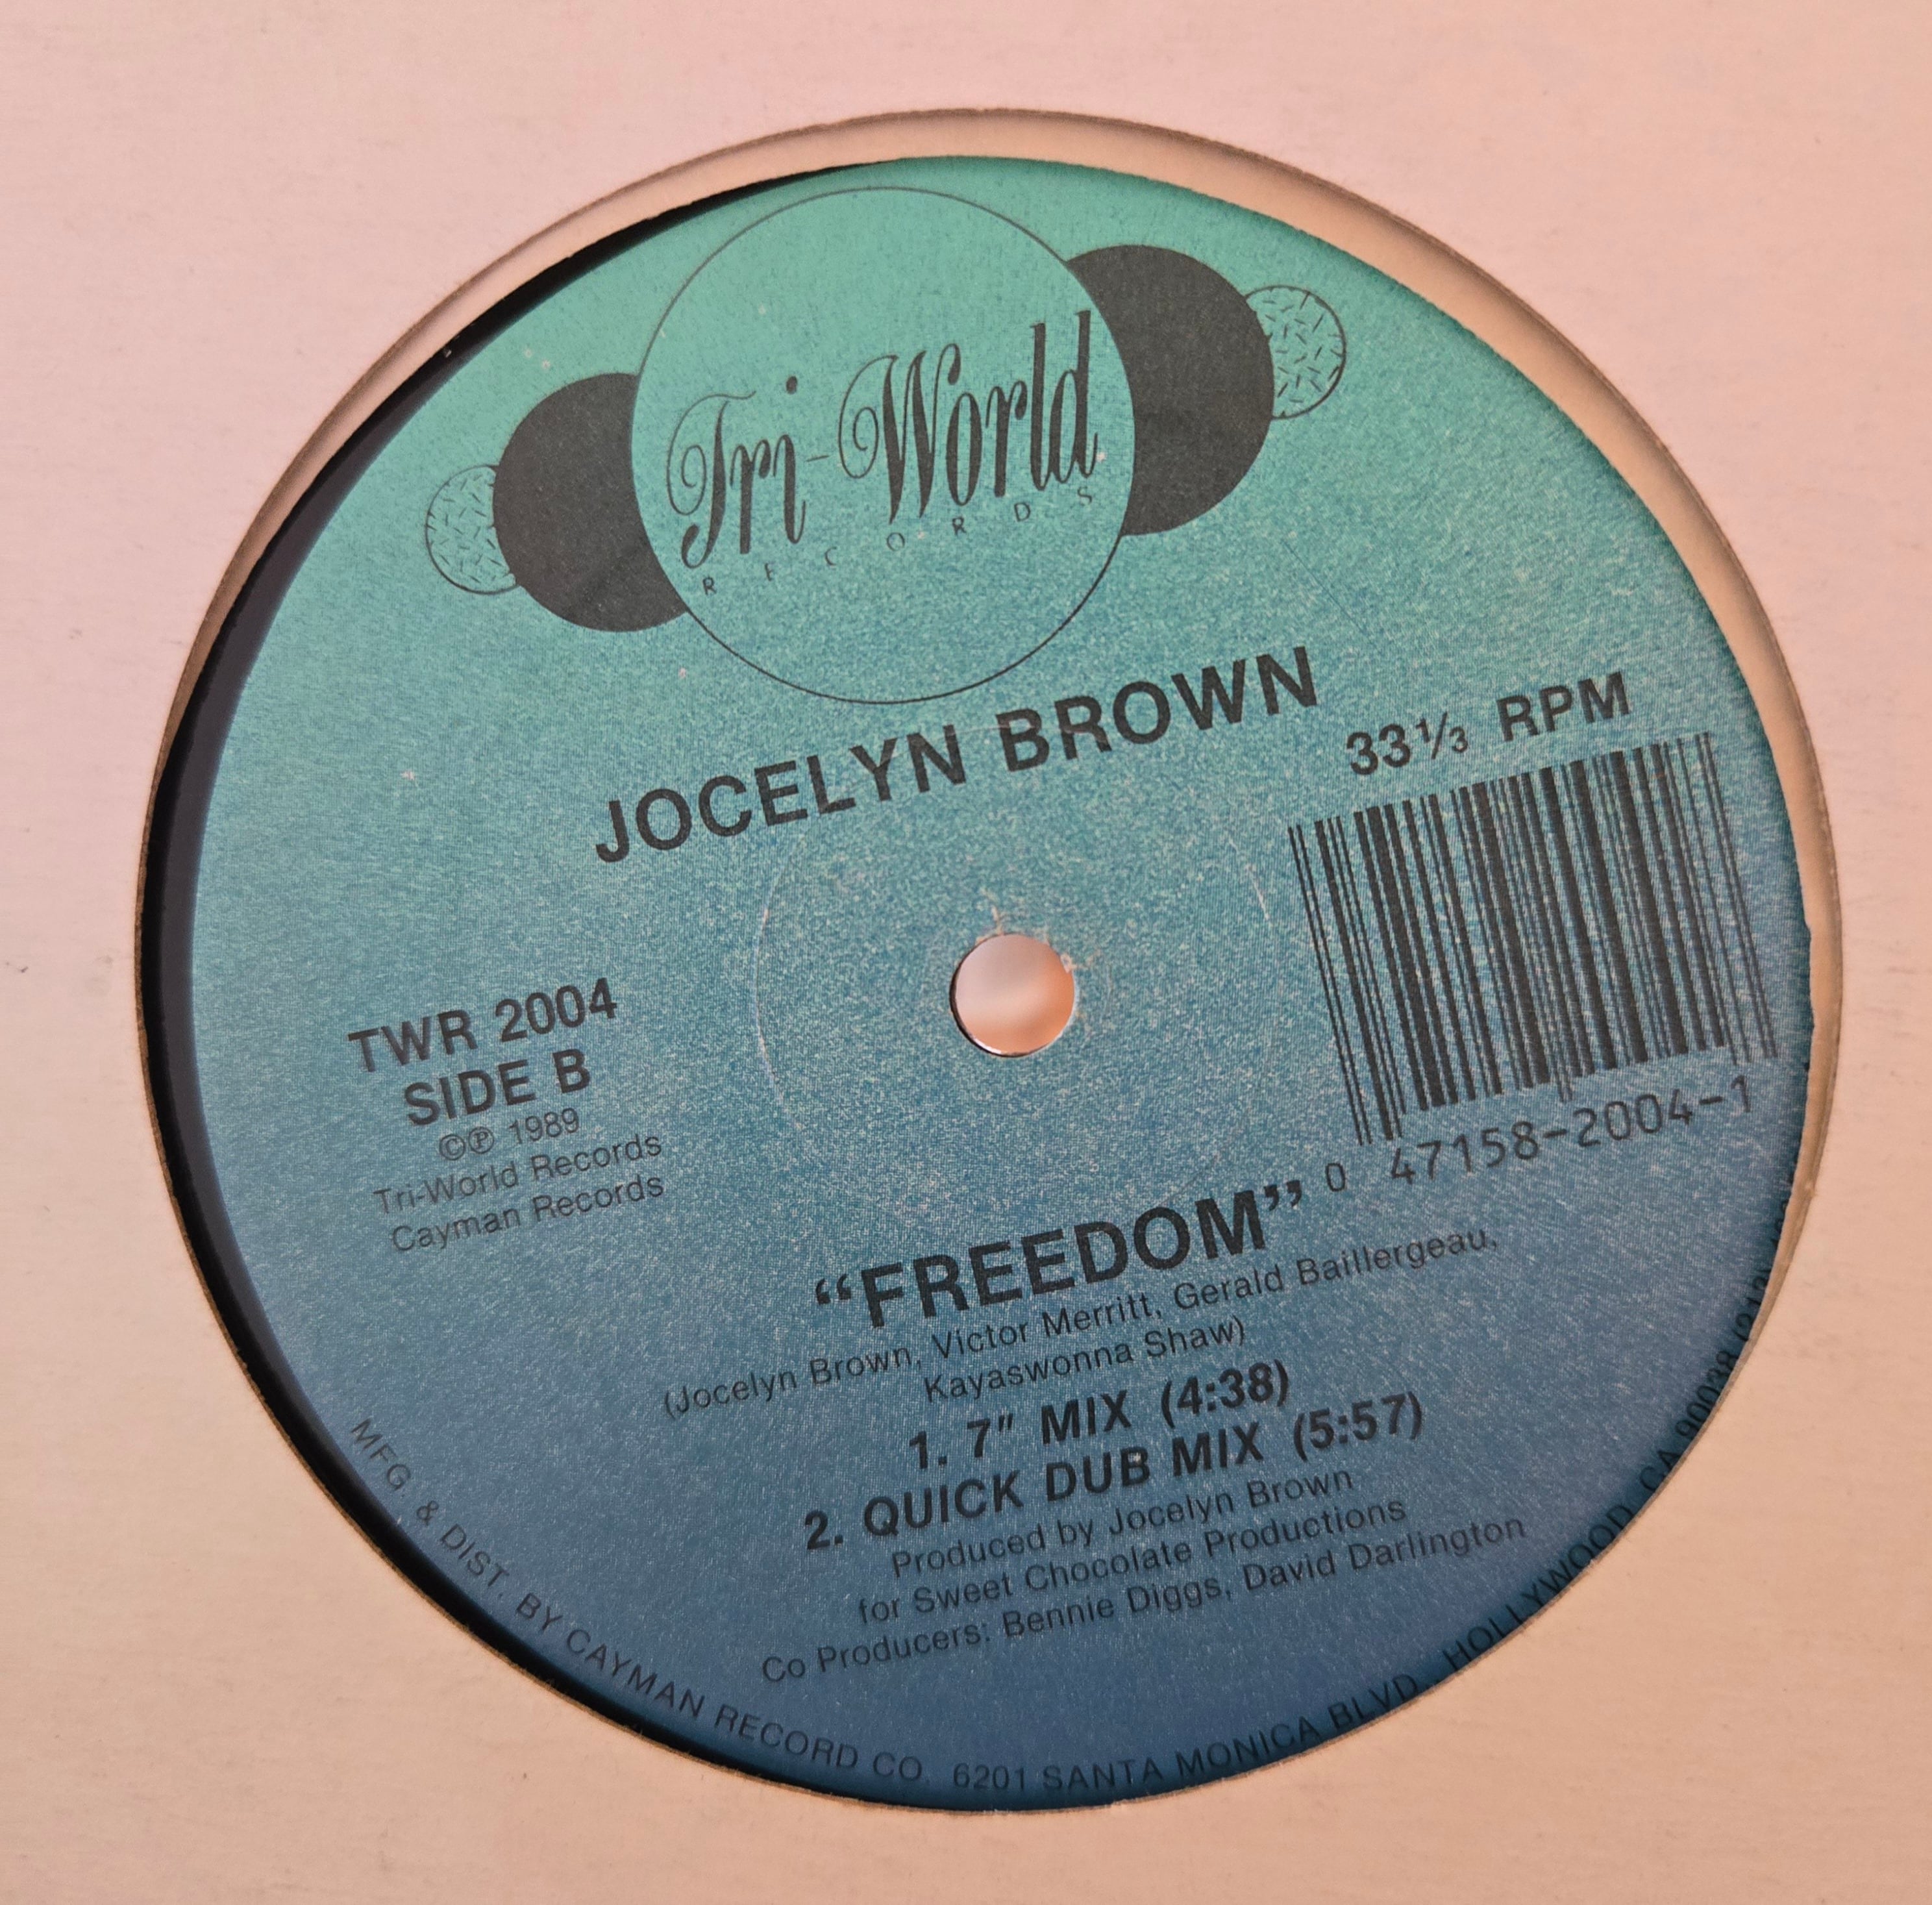 Tri-World
RECORDS
JOCELYN BROWN
33⅓ RPM
TWR 2004
SIDE B
©℗ 1989
Tri-World Records
Cayman Records
0 47158-2004-1
“FREEDOM”
(Jocelyn Brown, Victor Merritt, Gerald Baillergeau,
Kayaswonna Shaw)
1. 7" MIX (4:38)
2. QUICK DUB MIX (5:57)
Produced by Jocelyn Brown
for Sweet Chocolate Productions
Co Producers: Bennie Diggs, David Darlington
MFG. & DIST. BY CAYMAN RECORD CO. 6201 SANTA MONICA BLVD. HOLLYWOOD, CA 90038